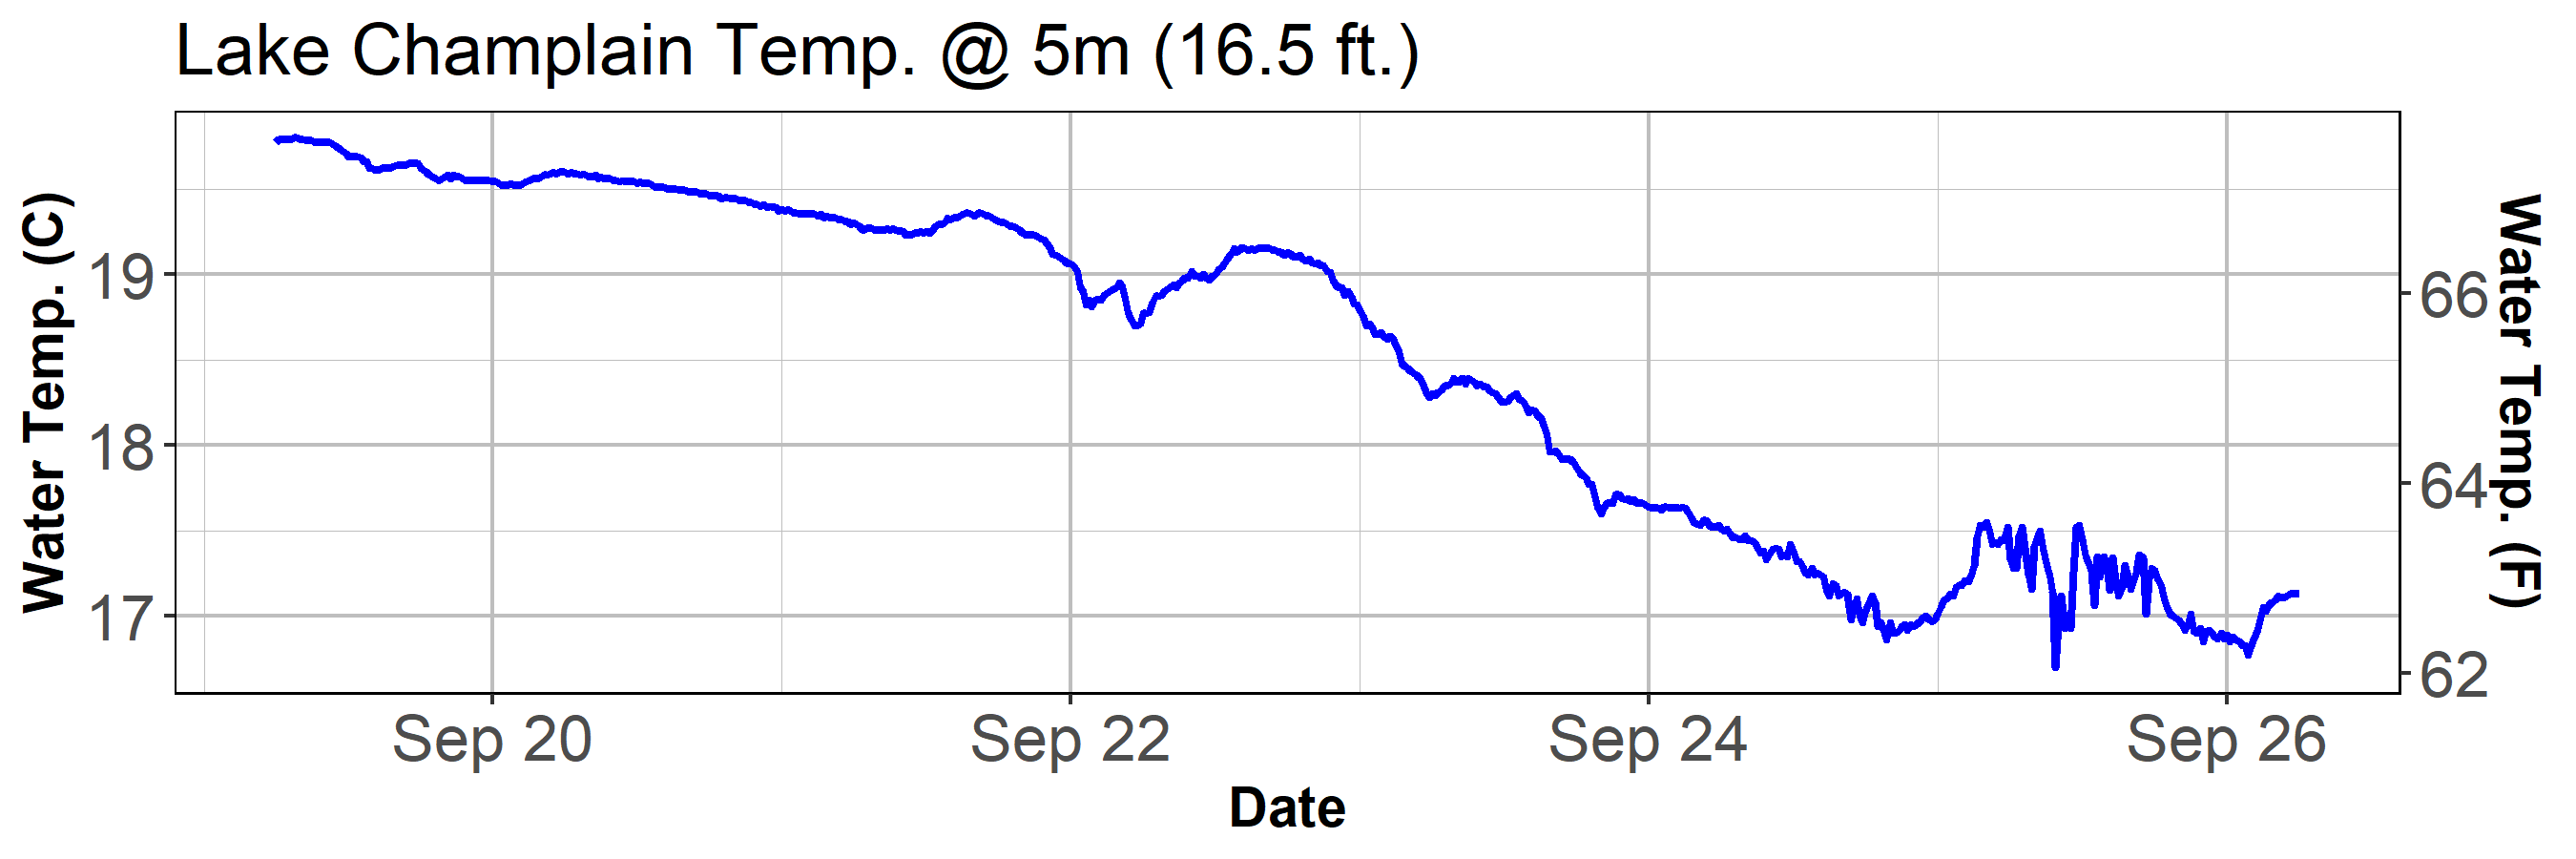 Lake Champlain Temp. @ 5m (16.5 ft.)
Water Temp. (C)
19
18
17
66
64
62
Water Temp. (F)
Sep 20
Sep 22
Sep 24
Sep 26
Date